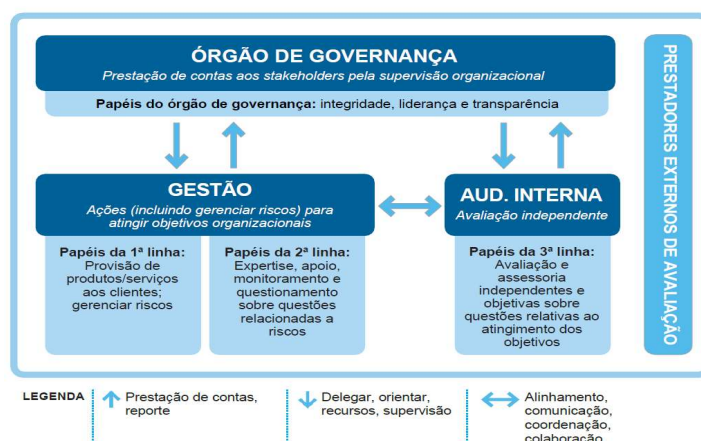 ÓRGÃO DE GOVERNANÇA
Prestação de contas aos stakeholders pela supervisão organizacional
Papéis do órgão de governança: integridade, liderança e transparência
GESTÃO
Ações (incluindo gerenciar riscos) para
atingir objetivos organizacionais
Papéis da 1ª linha:
Provisão de
produtos/serviços
aos clientes;
gerenciar riscos
Papéis da 2ª linha:
Expertise, apoio,
monitoramento e
questionamento
sobre questões
relacionadas a
riscos
AUD. INTERNA
Avaliação independente
Papéis da 3ª linha:
Avaliação e
assessoria
independentes e
objetivas sobre
questões relativas ao
atingimento dos
objetivos
PRESTADORES EXTERNOS DE AVALIAÇÃO
LEGENDA
Prestação de contas,
reporte
Delegar, orientar,
recursos, supervisão
Alinhamento,
comunicação,
coordenação,
colaboração